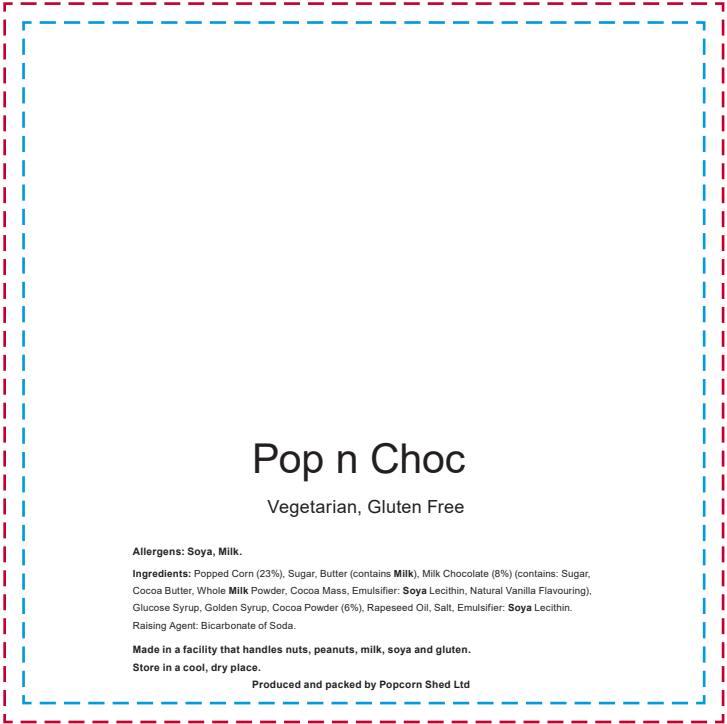 Pop n Choc
Vegetarian, Gluten Free
Allergens: Soya, Milk.
Ingredients: Popped Corn (23%), Sugar, Butter (contains Milk), Milk Chocolate (8%) (contains: Sugar,
Cocoa Butter, Whole Milk Powder, Cocoa Mass, Emulsifier: Soya Lecithin, Natural Vanilla Flavouring),
Glucose Syrup, Golden Syrup, Cocoa Powder (6%), Rapeseed Oil, Salt, Emulsifier: Soya Lecithin.
Raising Agent: Bicarbonate of Soda.
Made in a facility that handles nuts, peanuts, milk, soya and gluten.
Store in a cool, dry place.
Produced and packed by Popcorn Shed Ltd